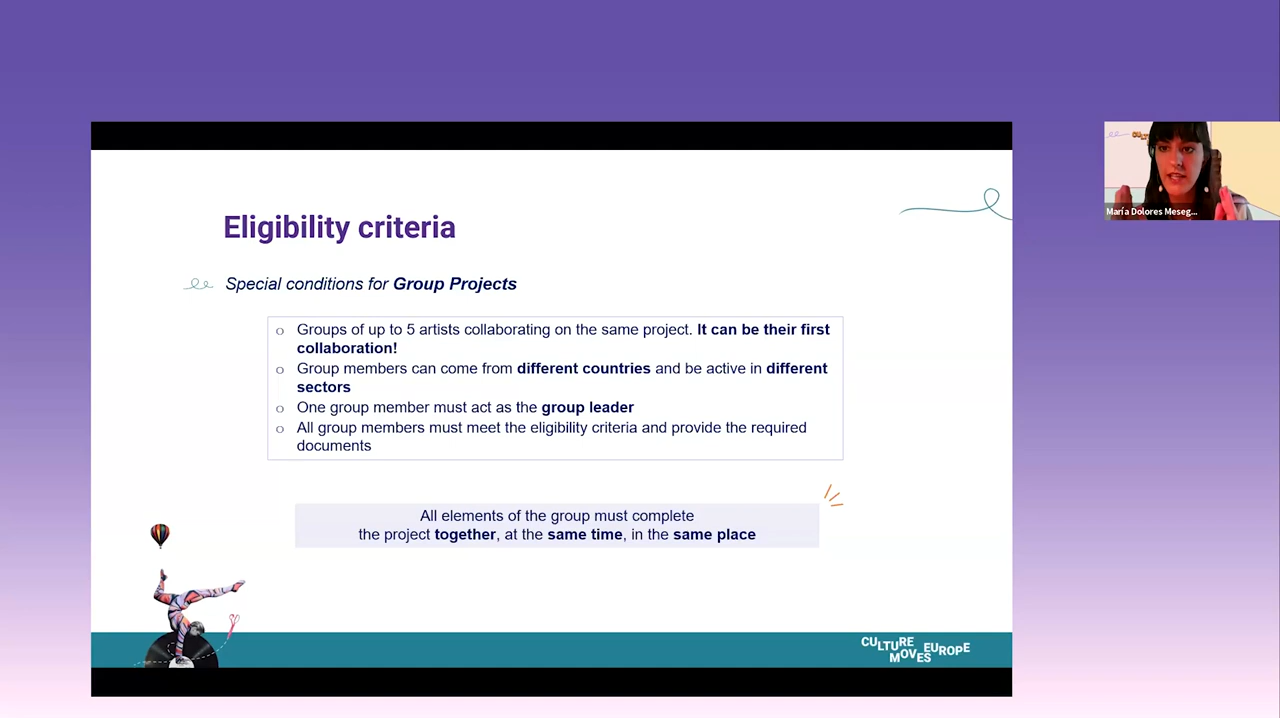 Eligibility criteria
Special conditions for Group Projects
o Groups of up to 5 artists collaborating on the same project. It can be their first
collaboration!
o Group members can come from different countries and be active in different
sectors
o One group member must act as the group leader
o All group members must meet the eligibility criteria and provide the required
documents
All elements of the group must complete
the project together, at the same time, in the same place
CULTURE
MOVES EUROPE
María Dolores Meseg...